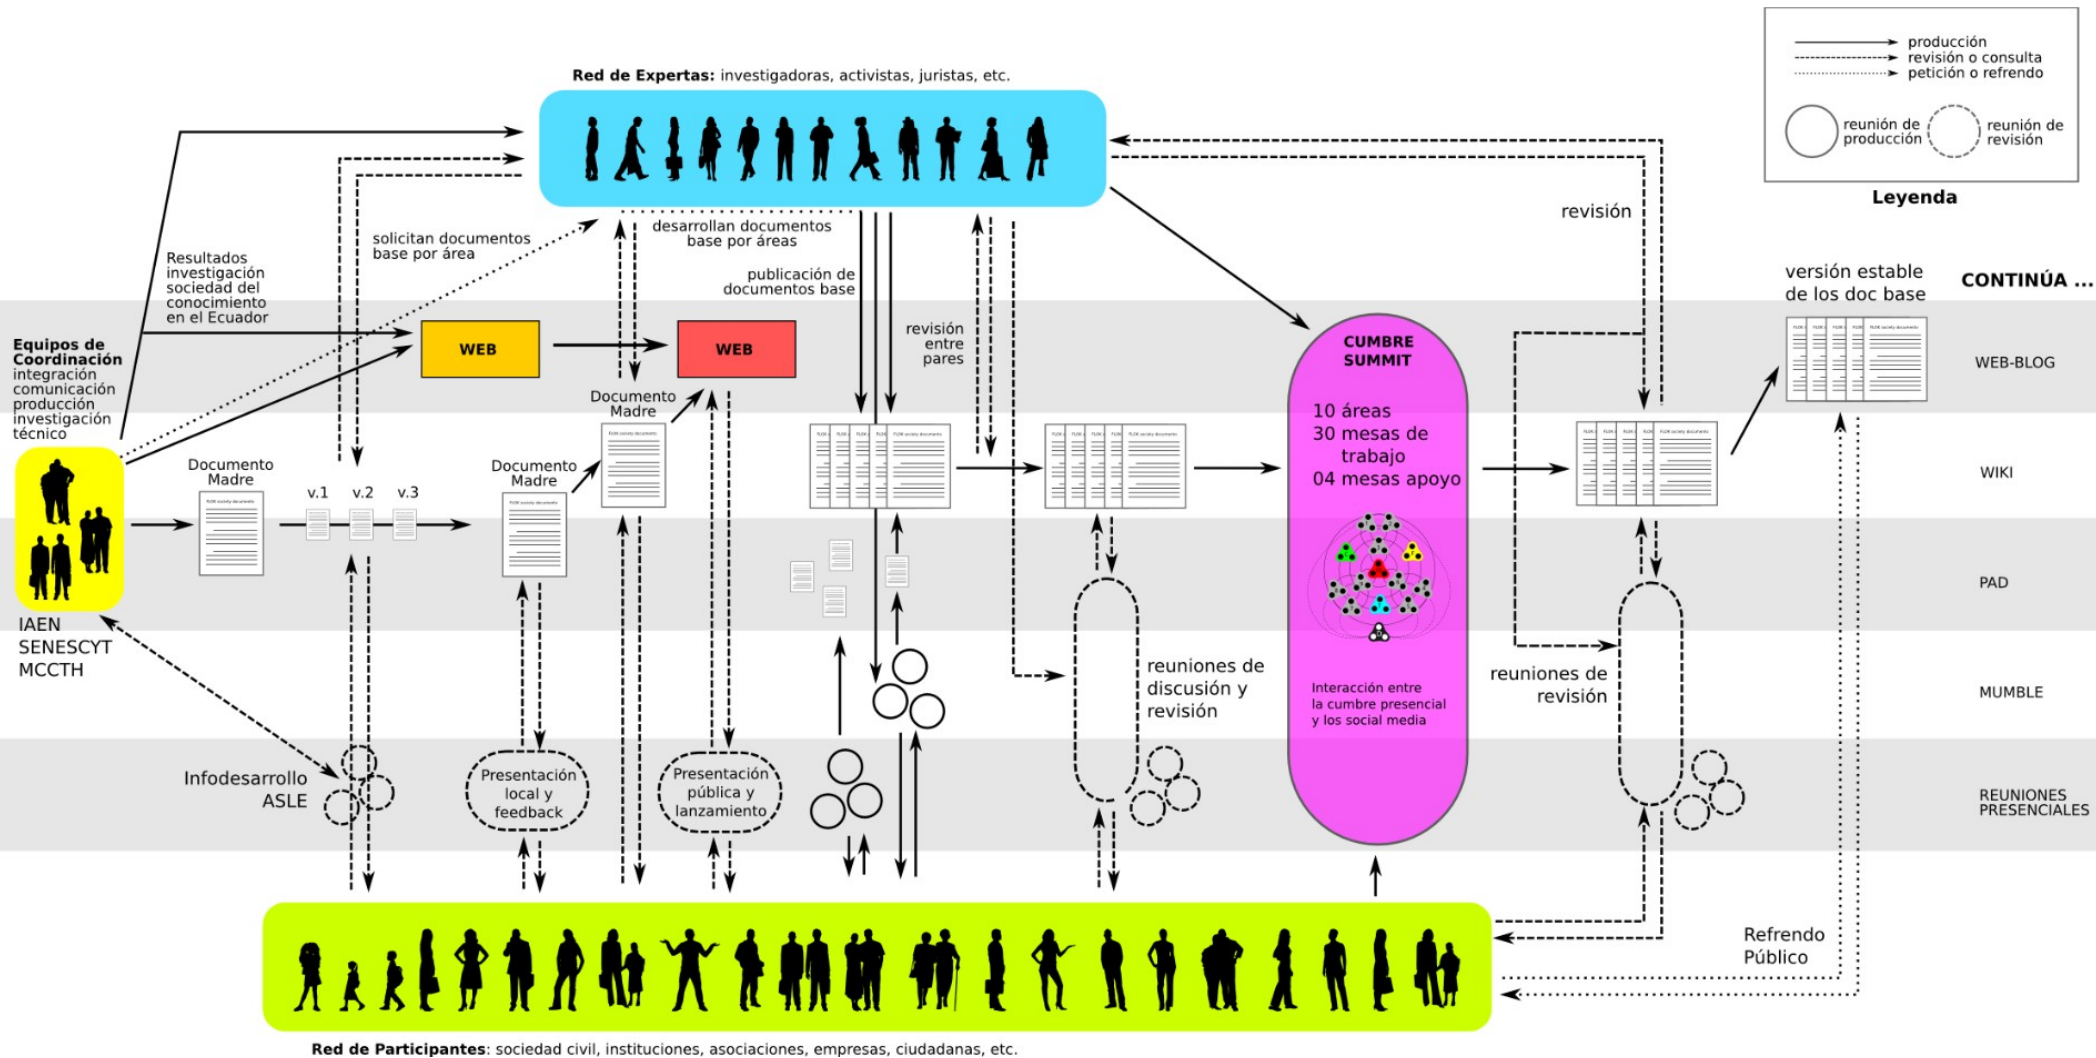 Red de Expertas: investigadoras, activistas, juristas, etc.
producción
revisión o consulta
petición o refrendo
reunión de
producción
reunión de
revisión
Leyenda
revisión
solicitan documentos
base por área
desarrollan documentos
base por áreas
publicación de
documentos base
Resultados
investigación
sociedad del
conocimiento
en el Ecuador
versión estable
de los doc base
CONTINÚA ...
Equipos de
Coordinación
integración
comunicación
producción
investigación
técnico
WEB
WEB
revisión
entre
pares
CUMBRE
SUMMIT
10 áreas
30 mesas de
trabajo
04 mesas apoyo
WEB-BLOG
Documento
Madre
Documento
Madre
Documento
Madre
v.1
v.2
v.3
WIKI
PAD
IAEN
SENESCYT
MCCTH
reuniones de
discusión y
revisión
Interacción entre
la cumbre presencial
y los social media
reuniones de
revisión
MUMBLE
Infodesarrollo
ASLE
Presentación
local y
feedback
Presentación
pública y
lanzamiento
REUNIONES
PRESENCIALES
Refrendo
Público
Red de Participantes: sociedad civil, instituciones, asociaciones, empresas, ciudadanas, etc.